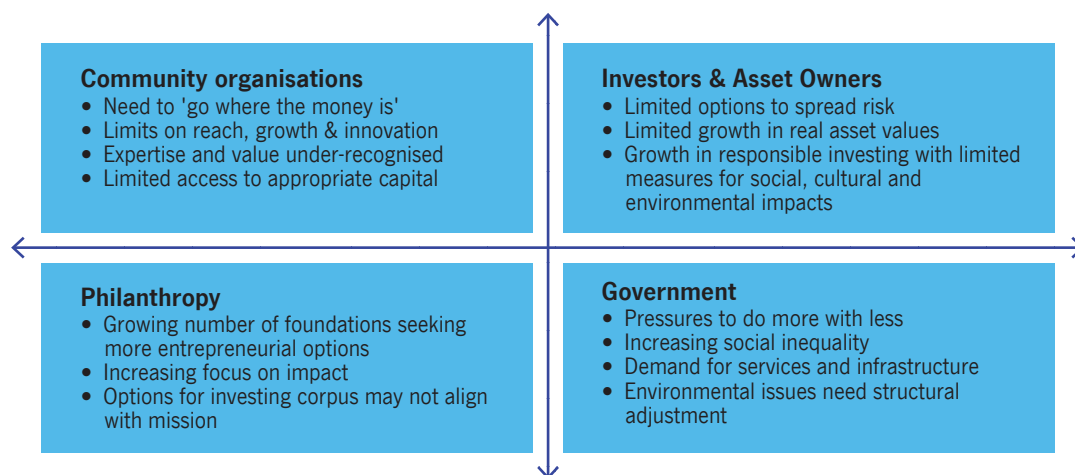 Community organisations
• Need to 'go where the money is'
• Limits on reach, growth & innovation
• Expertise and value under-recognised
• Limited access to appropriate capital
Investors & Asset Owners
• Limited options to spread risk
• Limited growth in real asset values
• Growth in responsible investing with limited
measures for social, cultural and
environmental impacts
Philanthropy
• Growing number of foundations seeking
more entrepreneurial options
• Increasing focus on impact
• Options for investing corpus may not align
with mission
Government
• Pressures to do more with less
• Increasing social inequality
• Demand for services and infrastructure
• Environmental issues need structural
adjustment